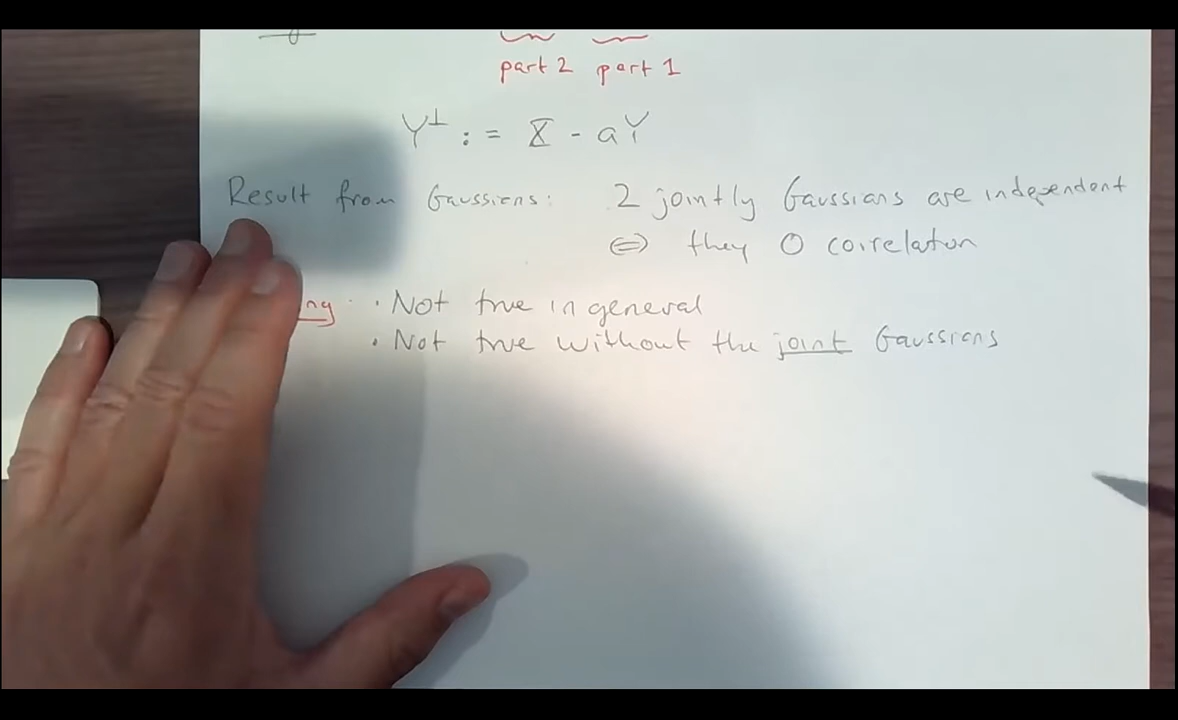 part 2 part 1
Y⊥ := X - aY
Result from Gaussians: 2 jointly Gaussians are independent
⇔ they 0 correlation
ng · Not true in general
· Not true without the joint Gaussians